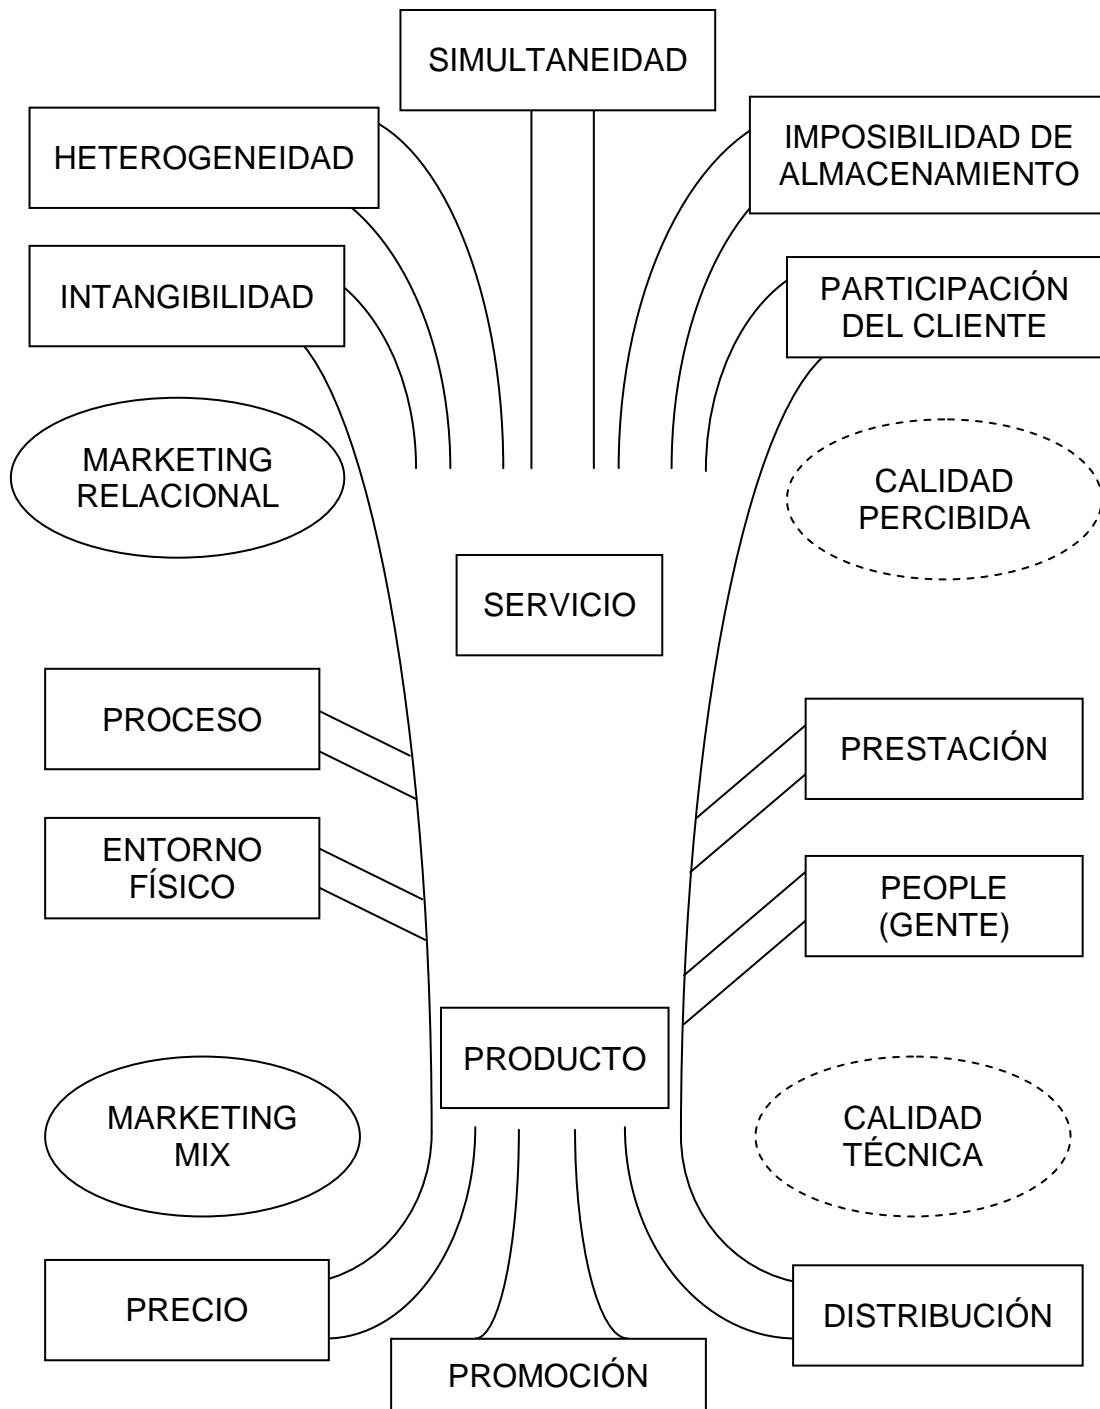 SIMULTANEIDAD
HETEROGENEIDAD
IMPOSIBILIDAD DE
ALMACENAMIENTO
INTANGIBILIDAD
PARTICIPACIÓN
DEL CLIENTE
MARKETING
RELACIONAL
CALIDAD
PERCIBIDA
SERVICIO
PROCESO
PRESTACIÓN
ENTORNO
FÍSICO
PEOPLE
(GENTE)
PRODUCTO
MARKETING
MIX
CALIDAD
TÉCNICA
PRECIO
DISTRIBUCIÓN
PROMOCIÓN